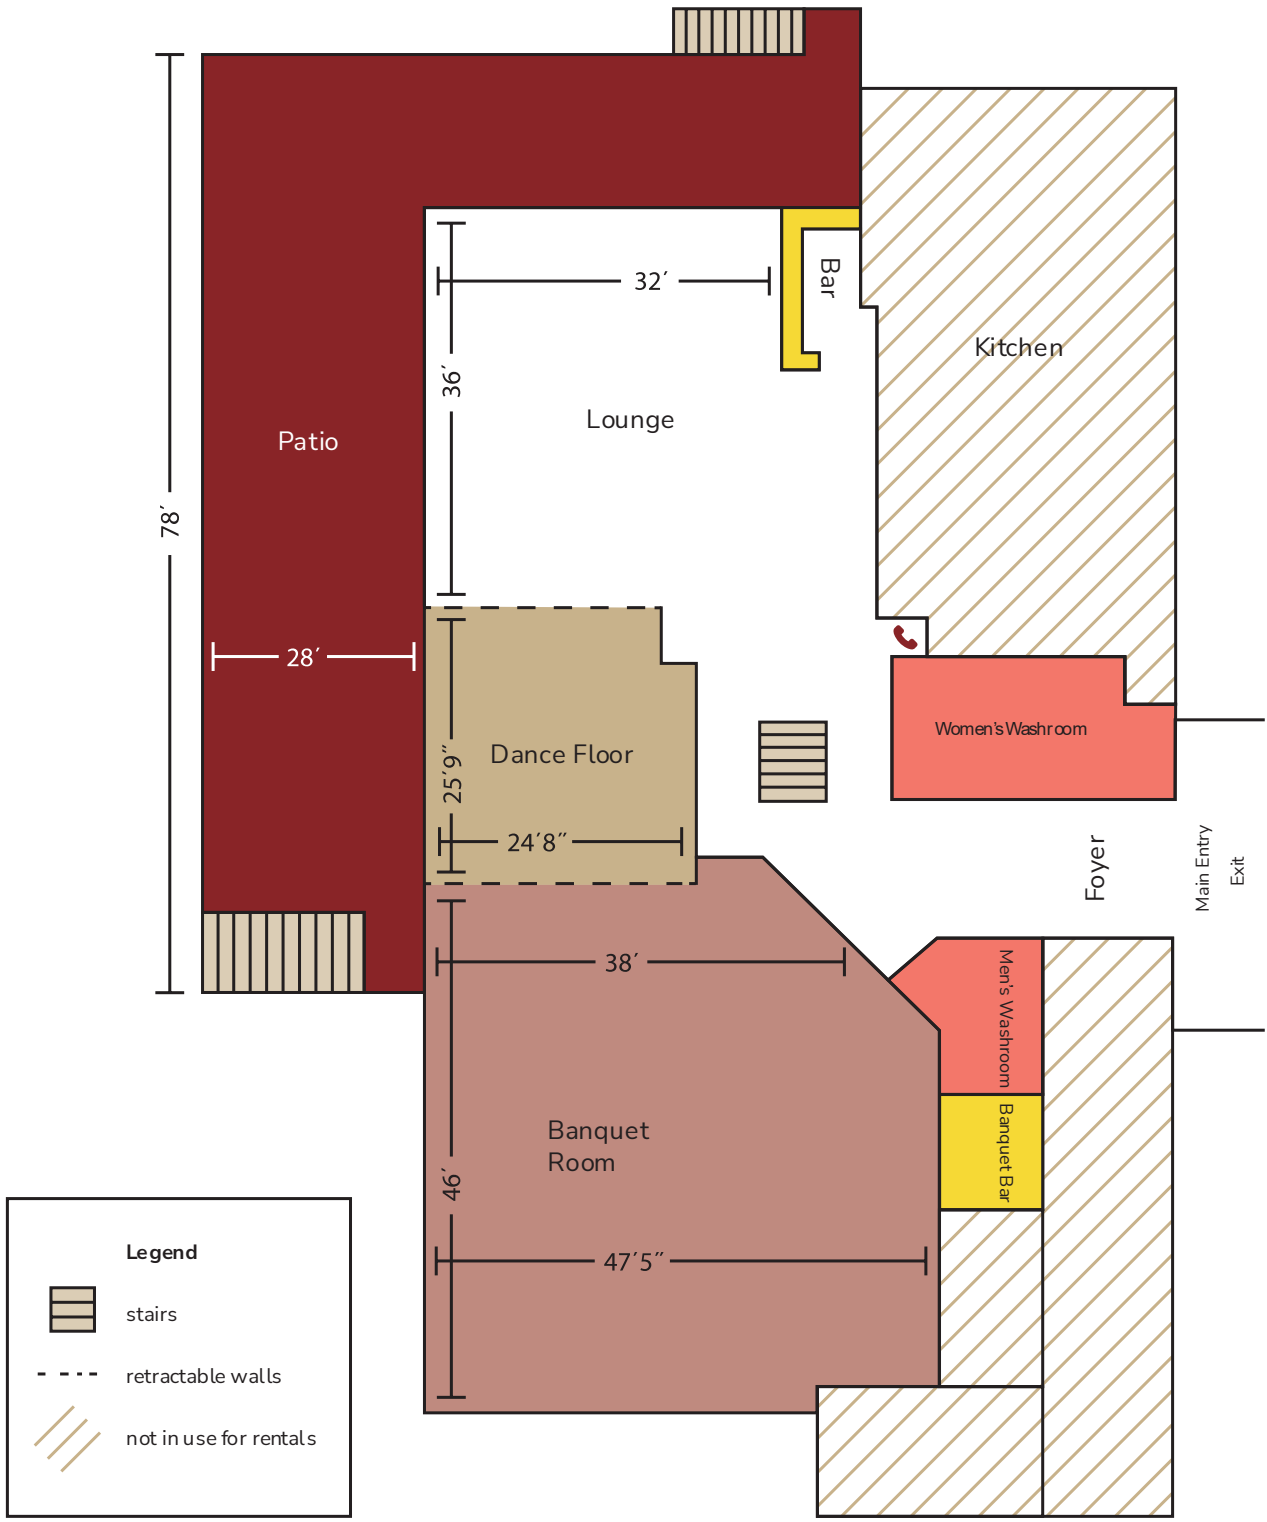 32′
Bar
36′
Kitchen
Lounge
Patio
78′
28′
Women's Washroom
Dance Floor
25′9″
24′8″
Foyer
Main Entry
Exit
38′
Men's Washroom
Banquet
Room
Banquet Bar
46′
47′5″
Legend
stairs
retractable walls
not in use for rentals